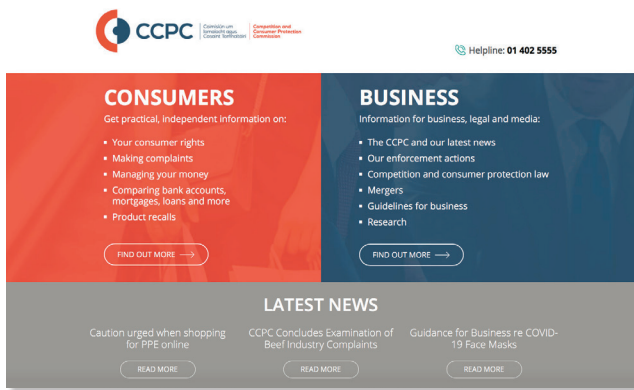 CCPC
Coimisiún um
Iomaíocht agus
Cosaint Tomhaltóirí
Competition and
Consumer Protection
Commission
Helpline: 01 402 5555
CONSUMERS
Get practical, independent information on:
▪ Your consumer rights
▪ Making complaints
▪ Managing your money
▪ Comparing bank accounts,
mortgages, loans and more
▪ Product recalls
FIND OUT MORE →
BUSINESS
Information for business, legal and media:
▪ The CCPC and our latest news
▪ Our enforcement actions
▪ Competition and consumer protection law
▪ Mergers
▪ Guidelines for business
▪ Research
FIND OUT MORE →
LATEST NEWS
Caution urged when shopping
for PPE online
READ MORE
CCPC Concludes Examination of
Beef Industry Complaints
READ MORE
Guidance for Business re COVID-
19 Face Masks
READ MORE